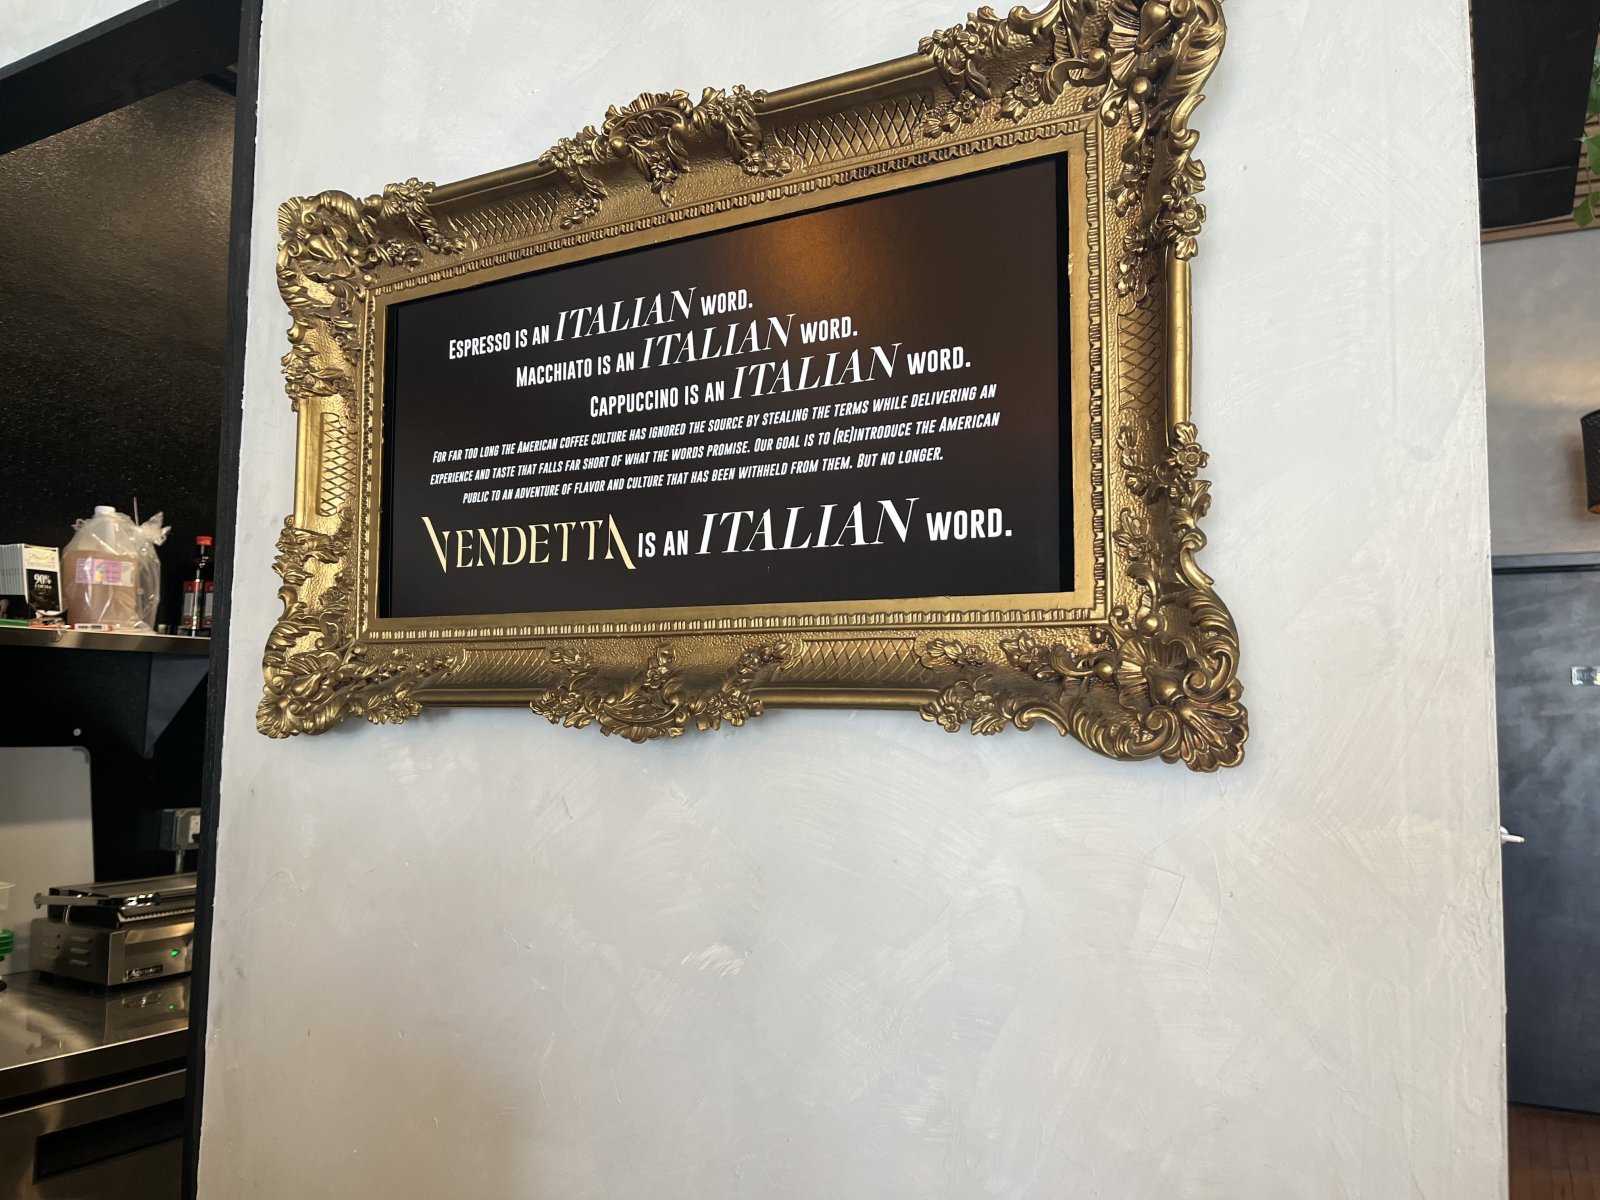 Espresso is an ITALIAN word.
Macchiato is an ITALIAN word.
Cappuccino is an ITALIAN word.
For far too long the American coffee culture has ignored the source by stealing the terms while delivering an
experience and taste that falls far short of what the words promise. Our goal is to (re)introduce the American
public to an adventure of flavor and culture that has been withheld from them. But no longer.
VENDETTA is an ITALIAN word.
90%